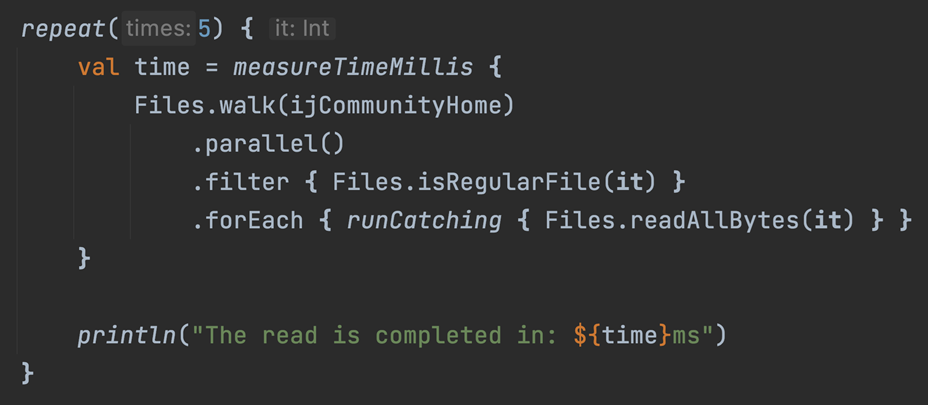 repeat( times: 5) { it: Int
val time = measureTimeMillis {
Files.walk(ijCommunityHome)
.parallel()
.filter { Files.isRegularFile(it) }
.forEach { runCatching { Files.readAllBytes(it) } }
}
println("The read is completed in: ${time}ms")
}